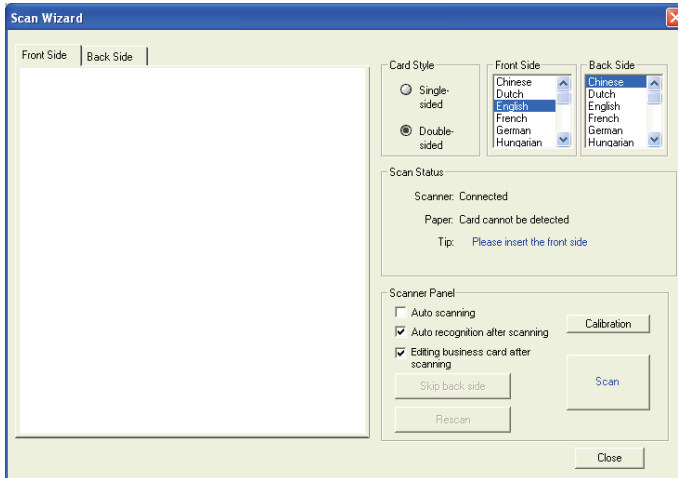 Scan Wizard
Front Side
Back Side
Card Style
Single-
sided
Double-
sided
Front Side
Chinese
Dutch
English
French
German
Hungarian
Back Side
Chinese
Dutch
English
French
German
Hungarian
Scan Status
Scanner: Connected
Paper: Card cannot be detected
Tip: Please insert the front side
Scanner Panel
Auto scanning
Auto recognition after scanning
Editing business card after
scanning
Calibration
Skip back side
Scan
Rescan
Close